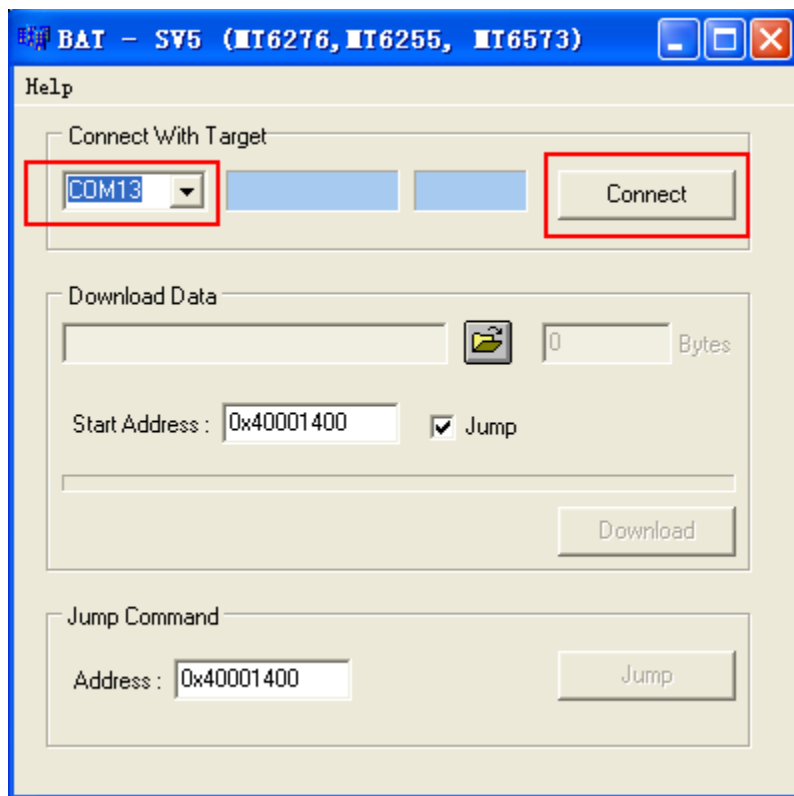 BAT - SV5 (MT6276,MT6255, MT6573)
Help
Connect With Target
COM13
Connect
Download Data
0
Bytes
Start Address : 0x40001400 Jump
Download
Jump Command
Address : 0x40001400 Jump